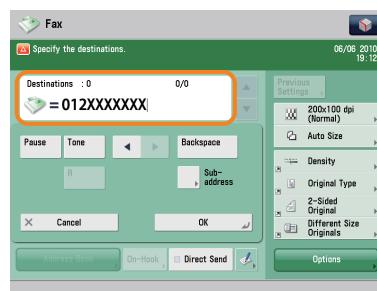 Fax
Specify the destinations.
06/06 2010
19:12
Destinations : 0
0/0
=012XXXXXXX
Previous
Settings
200x100 dpi
(Normal)
Auto Size
Pause
Tone
Backspace
R
Sub-
address
Density
Original Type
2-Sided
Original
Different Size
Originals
Cancel
OK
Address Book
On-Hook
Direct Send
Options